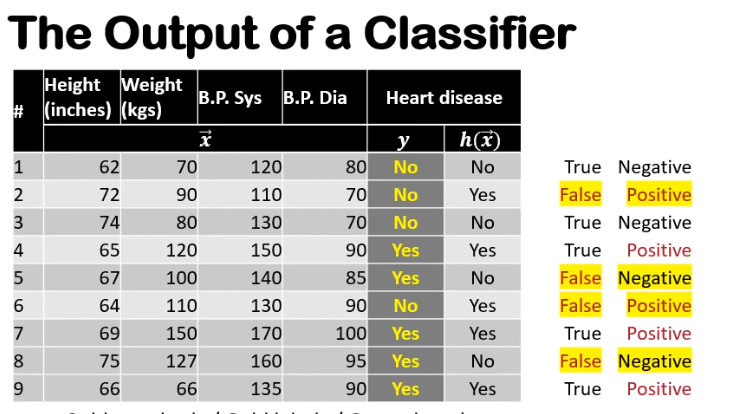 The Output of a Classifier
# Height (inches) Weight (kgs) B.P. Sys B.P. Dia Heart disease
x⃗ y h(x⃗)
1 62 70 120 80 No No True Negative
2 72 90 110 70 No Yes False Positive
3 74 80 130 70 No No True Negative
4 65 120 150 90 Yes Yes True Positive
5 67 100 140 85 Yes No False Negative
6 64 110 130 90 No Yes False Positive
7 69 150 170 100 Yes Yes True Positive
8 75 127 160 95 Yes No False Negative
9 66 66 135 90 Yes Yes True Positive